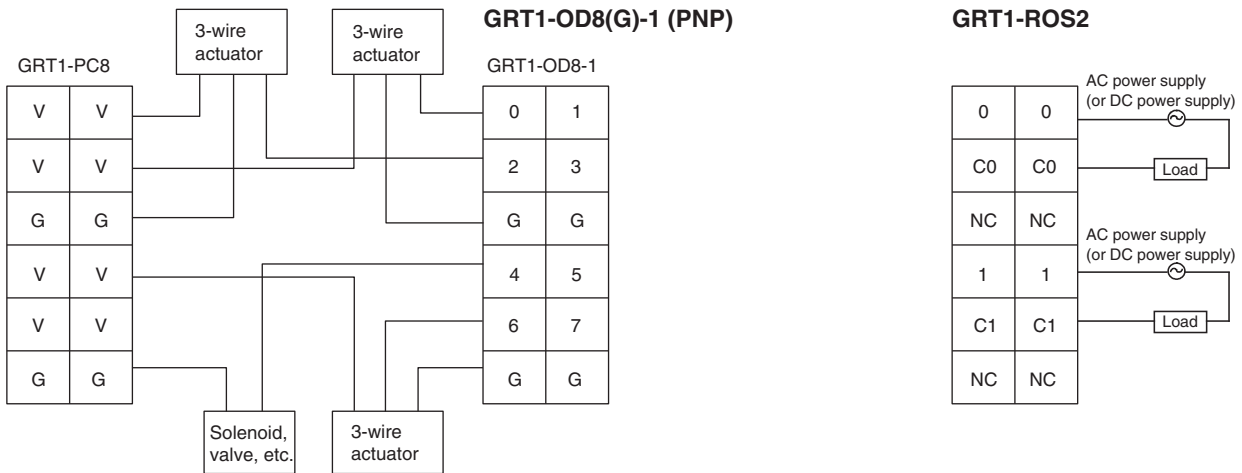 GRT1-OD8(G)-1 (PNP)
3-wire
actuator
3-wire
actuator
GRT1-PC8
GRT1-OD8-1
V V
V V
G G
V V
V V
G G
0 1
2 3
G G
4 5
6 7
G G
Solenoid,
valve, etc.
3-wire
actuator
GRT1-ROS2
AC power supply
(or DC power supply)
0 0
C0 C0
Load
NC NC
AC power supply
(or DC power supply)
1 1
C1 C1
Load
NC NC